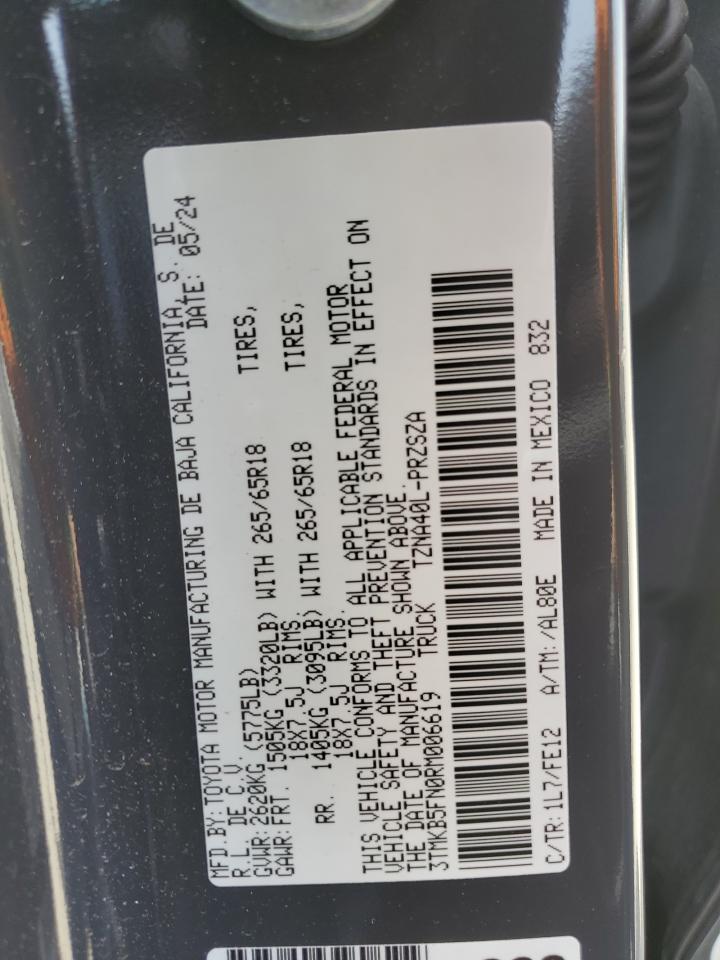 MFD.BY:TOYOTA MOTOR MANUFACTURING DE BAJA CALIFORNIA, S. DE
R.L. DE C.V. DATE: 05/24
GVWR:2620KG (5775LB)
GAWR:FRT. 1505KG (3320LB) WITH 265/65R18 TIRES,
18X7.5J RIMS
RR. 1405KG (3095LB) WITH 265/65R18 TIRES,
18X7.5J RIMS.
THIS VEHICLE CONFORMS TO ALL APPLICABLE FEDERAL MOTOR
VEHICLE SAFETY AND THEFT PREVENTION STANDARDS IN EFFECT ON
THE DATE OF MANUFACTURE SHOWN ABOVE.
3TMKB5FN0RM006619 TRUCK TZNA40L-PRZSZA
C/TR:1L7/FE12 A/TM:/AL80E MADE IN MEXICO 832